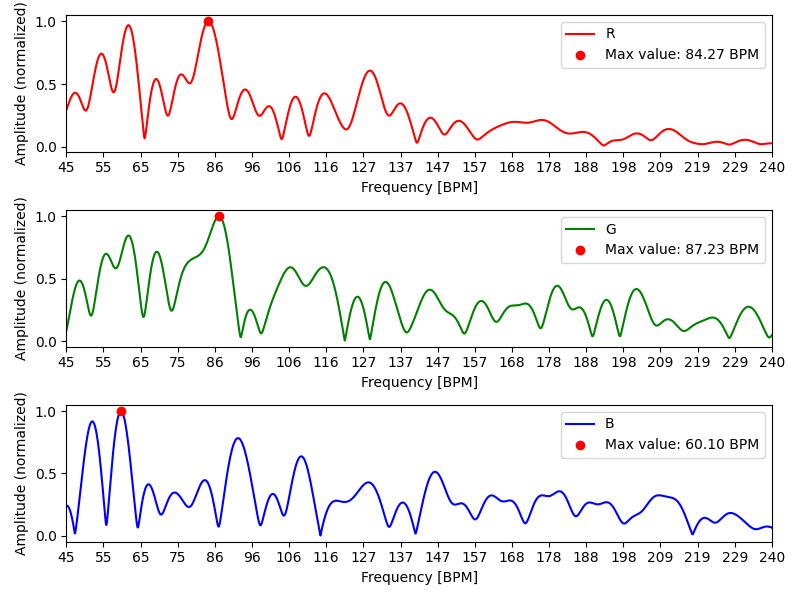 Amplitude (normalized)
1.0
0.5
0.0
R
Max value: 84.27 BPM
45 55 65 75 86 96 106 116 127 137 147 157 168 178 188 198 209 219 229 240
Frequency [BPM]
Amplitude (normalized)
1.0
0.5
0.0
G
Max value: 87.23 BPM
45 55 65 75 86 96 106 116 127 137 147 157 168 178 188 198 209 219 229 240
Frequency [BPM]
Amplitude (normalized)
1.0
0.5
0.0
B
Max value: 60.10 BPM
45 55 65 75 86 96 106 116 127 137 147 157 168 178 188 198 209 219 229 240
Frequency [BPM]